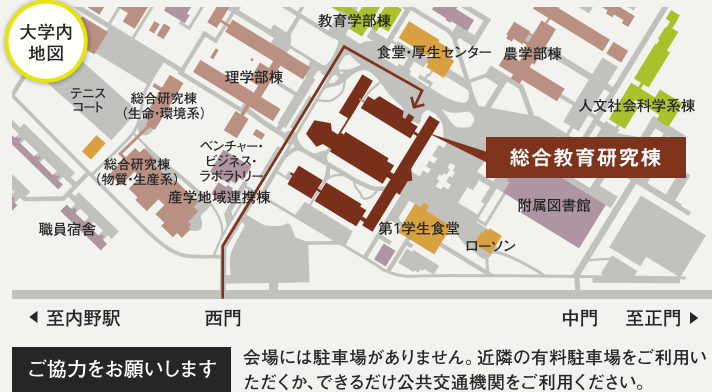 大学内
地図
教育学部棟
食堂・厚生センター
農学部棟
理学部棟
テニス
コート
総合研究棟
（生命・環境系）
人文社会科学系棟
ベンチャー・
ビジネス・
ラボラトリー
総合教育研究棟
総合研究棟
（物質・生産系）
産学地域連携棟
附属図書館
職員宿舎
第1学生食堂
ローソン
◀ 至内野駅
西門
中門
至正門 ▶
ご協力をお願いします
会場には駐車場がありません。近隣の有料駐車場をご利用い
ただくか、できるだけ公共交通機関をご利用ください。